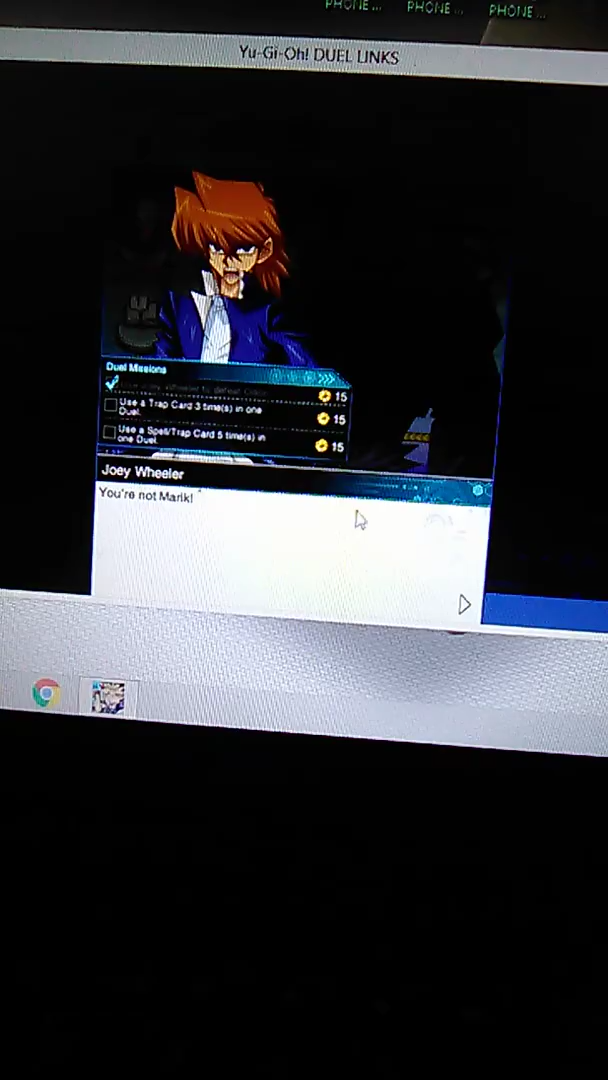 PHONE ... PHONE ... PHONE ...
Yu-Gi-Oh! DUEL LINKS
Duel Missions
15
Use a Trap Card 3 time(s) in one
Duel.
15
Use a Spell/Trap Card 5 time(s) in
one Duel.
15
Joey Wheeler
You're not Marik!